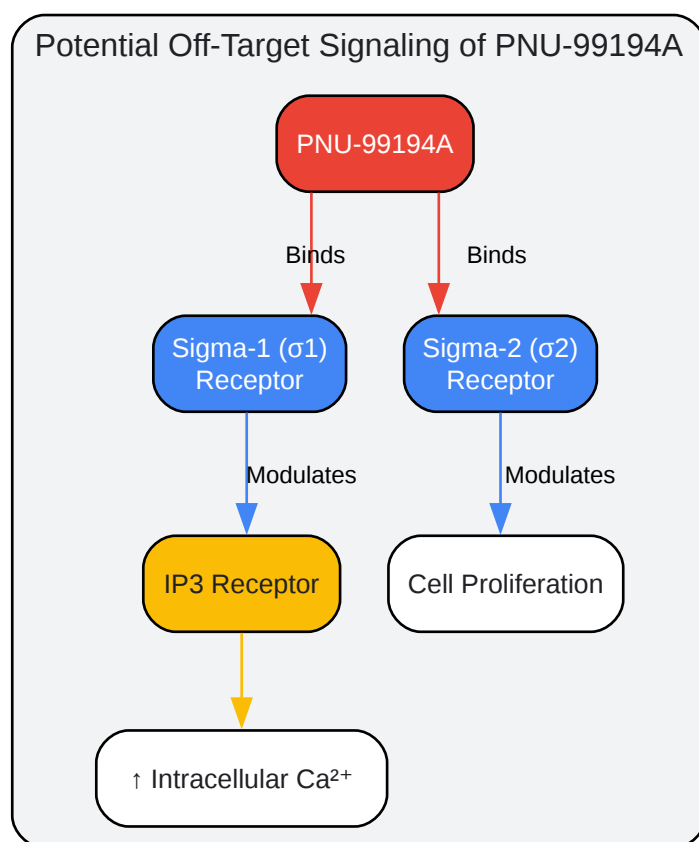 Potential Off-Target Signaling of PNU-99194A
PNU-99194A
Binds
Binds
Sigma-1 (σ1)
Receptor
Sigma-2 (σ2)
Receptor
Modulates
Modulates
IP3 Receptor
Cell Proliferation
↑ Intracellular Ca²⁺